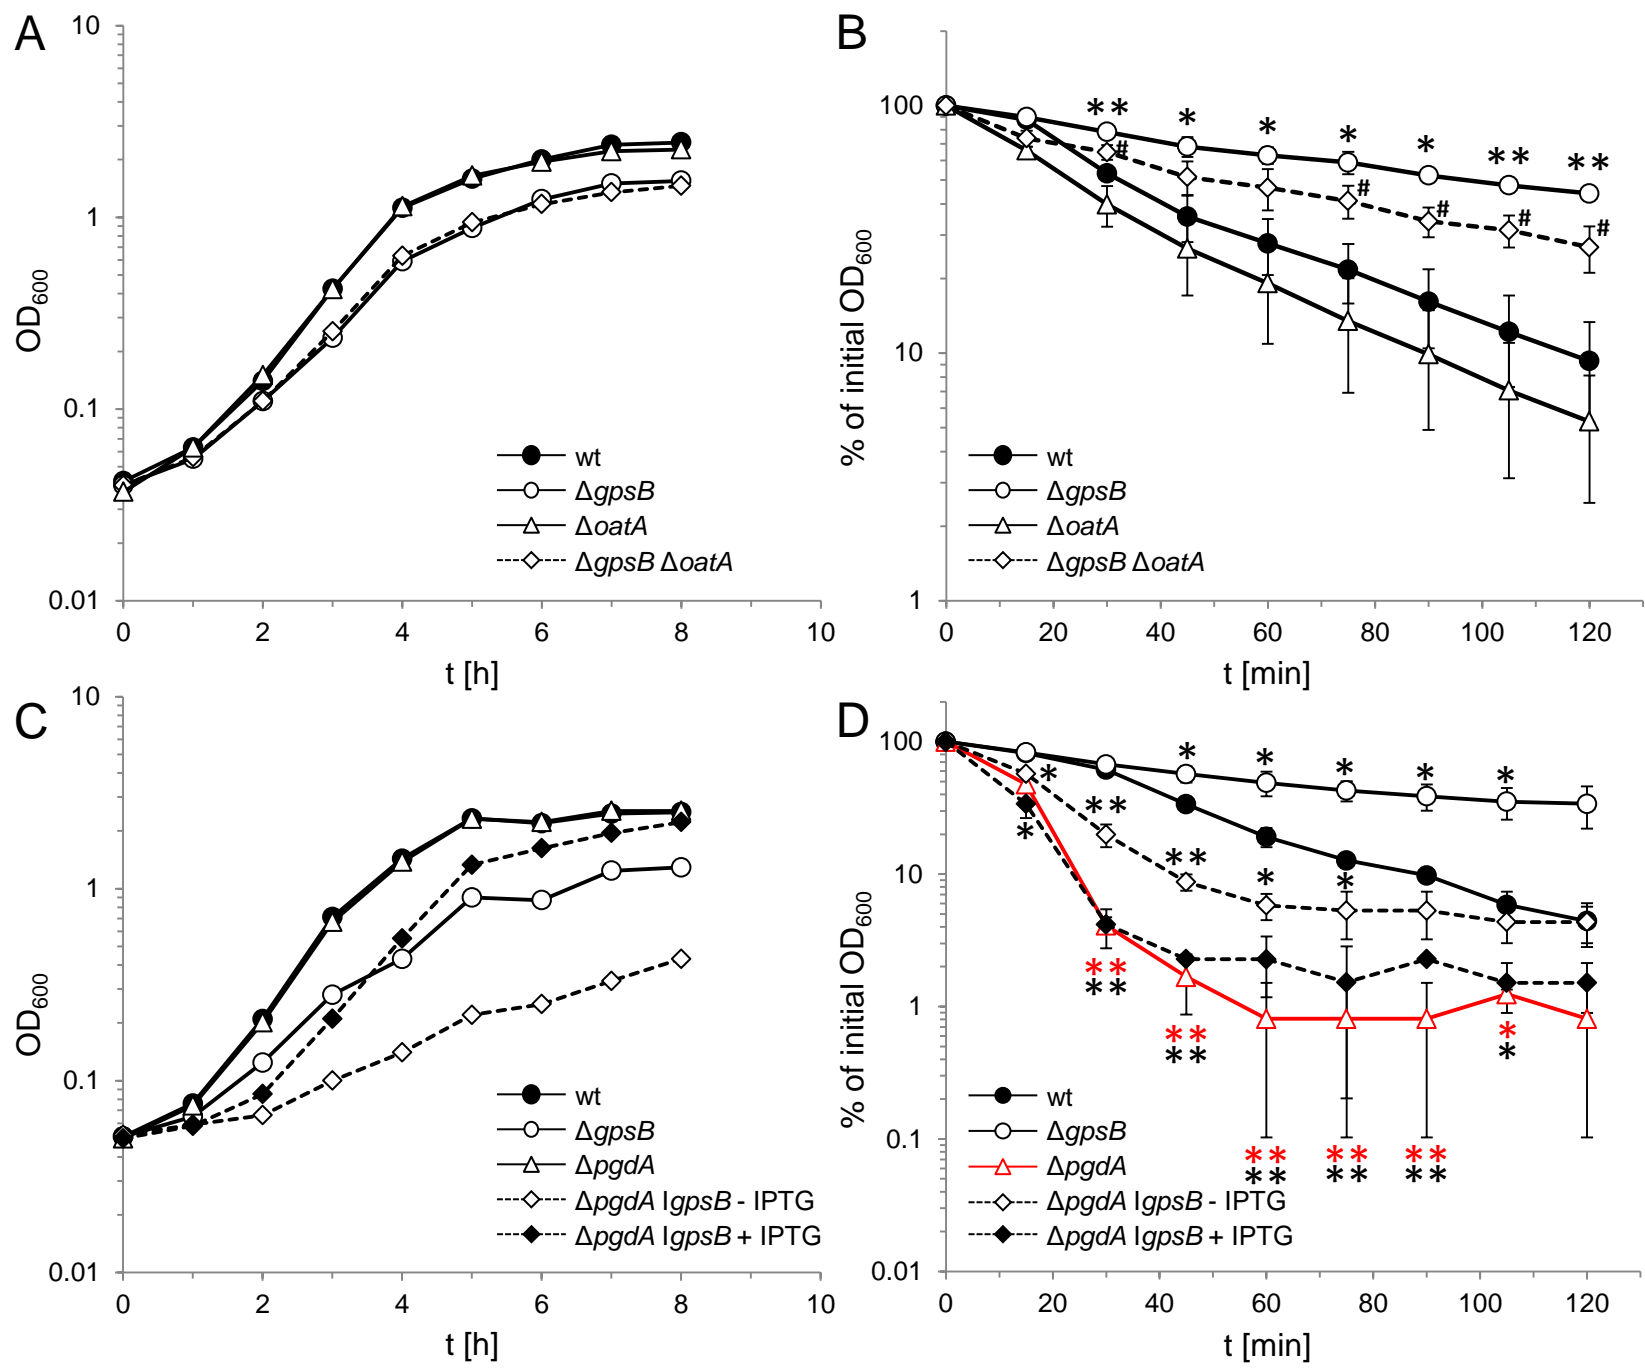 A
10
1
0.1
0.01
OD600
0 2 4 6 8 10
t [h]
wt
ΔgpsB
ΔoatA
ΔgpsB ΔoatA
B
100
10
1
% of initial OD600
** * * * * ** **
# # # # #
0 20 40 60 80 100 120
t [min]
wt
ΔgpsB
ΔoatA
ΔgpsB ΔoatA
C
10
1
0.1
0.01
OD600
0 2 4 6 8 10
t [h]
wt
ΔgpsB
ΔpgdA
ΔpgdA IgpsB - IPTG
ΔpgdA IgpsB + IPTG
D
100
10
1
0.1
0.01
% of initial OD600
* * * * *
* ** ** * *
*
** ** ** ** ** *
** ** ** ** ** *
0 20 40 60 80 100 120
t [min]
wt
ΔgpsB
ΔpgdA
ΔpgdA IgpsB - IPTG
ΔpgdA IgpsB + IPTG